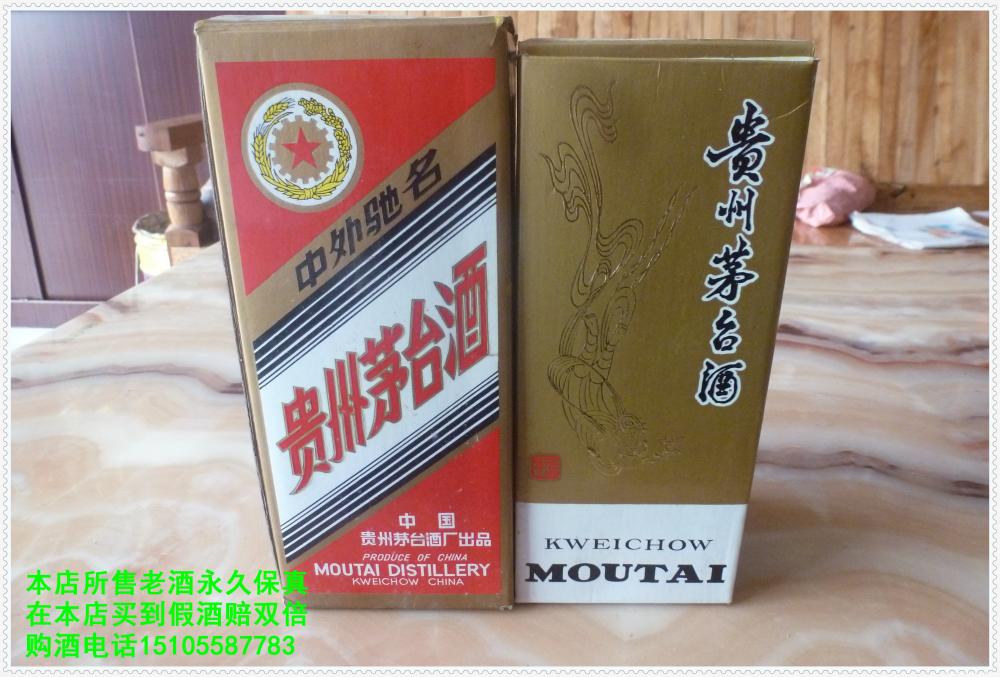 中外驰名
贵州茅台酒
中国
贵州茅台酒厂出品
PRODUCE OF CHINA
MOUTAI DISTILLERY
KWEICHOW CHINA
貴州茅台酒
KWEICHOW
MOUTAI
本店所售老酒永久保真
在本店买到假酒赔双倍
购酒电话15105587783